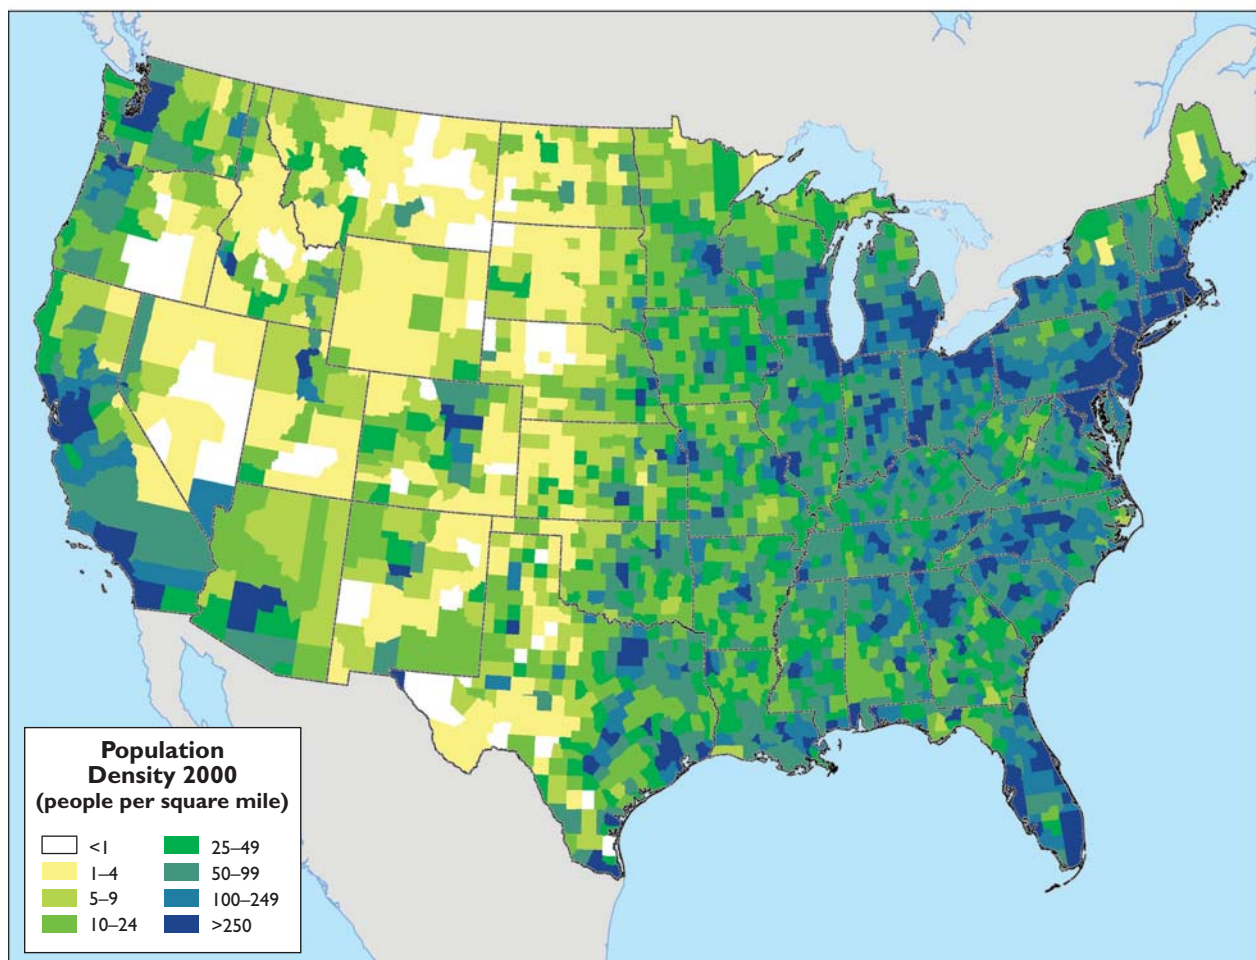 Population
Density 2000
(people per square mile)
<1
1–4
5–9
10–24
25–49
50–99
100–249
>250